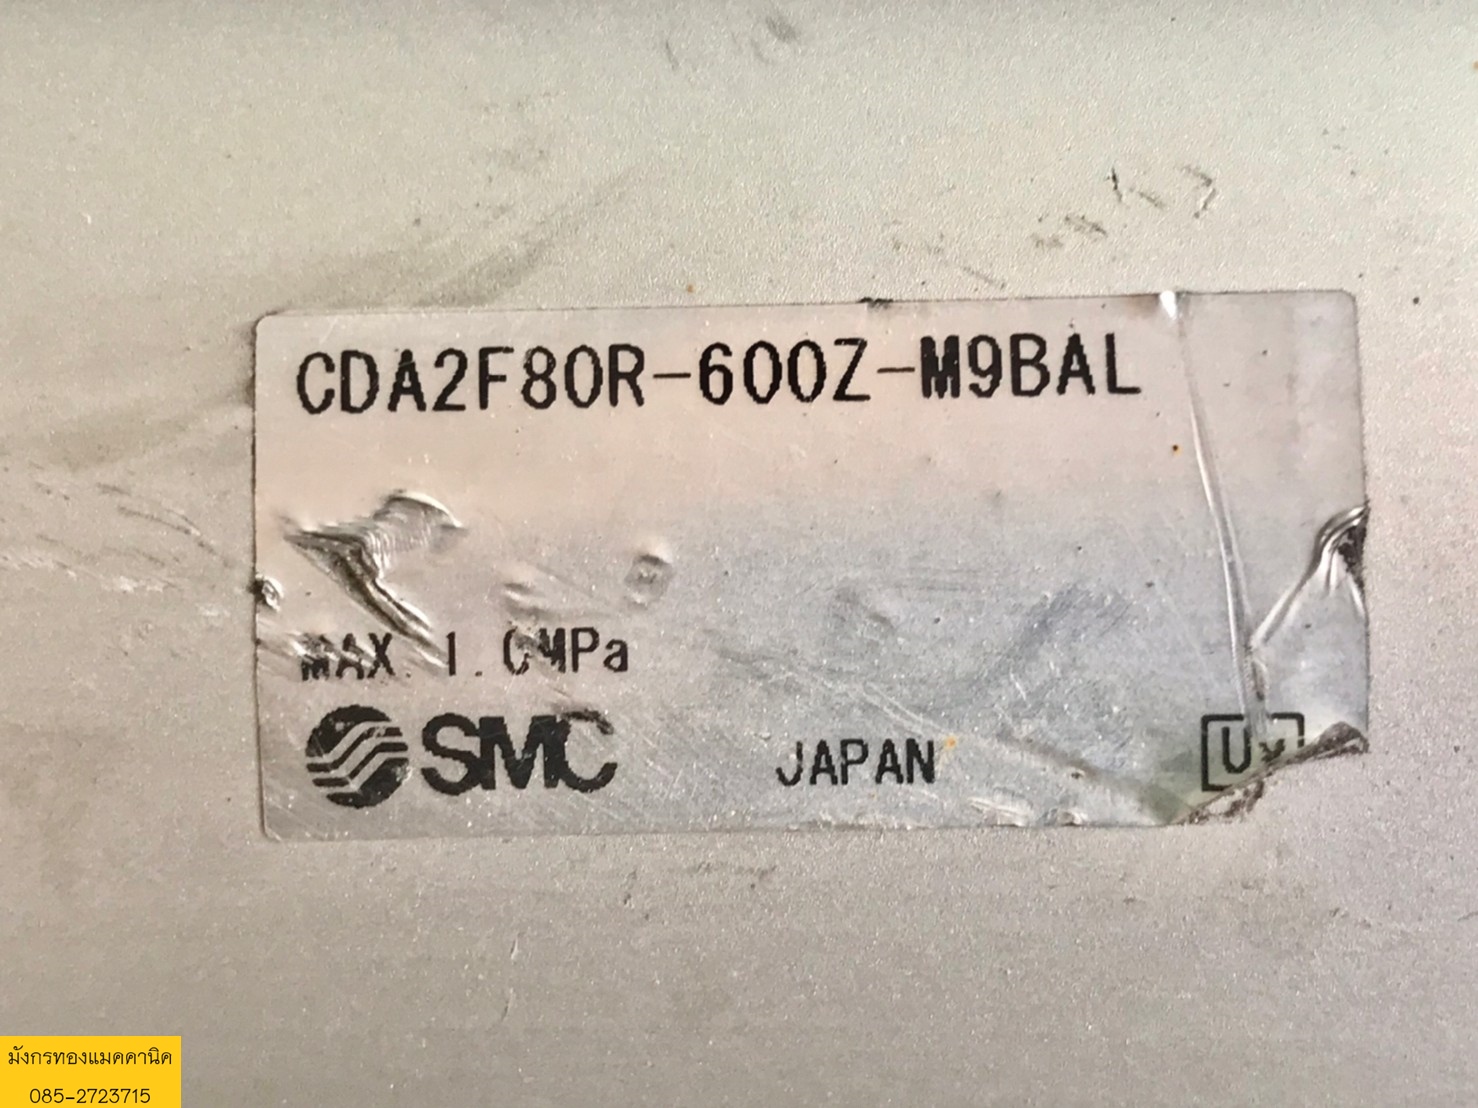 CDA2F80R-600Z-M9BAL
MAX. 1.0MPa
SMC JAPAN
มังกรทองแมคคานิค
085-2723715